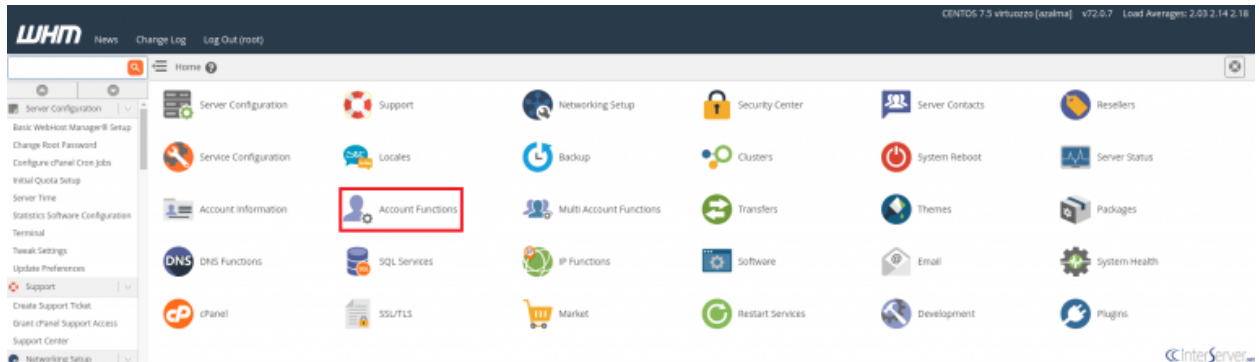 CENTOS 7.5 virtuozzo [azalma] v72.0.7 Load Averages: 2.03 2.14 2.18
WHM News Change Log Log Out (root)
Home
Server Configuration
Basic WebHost Manager® Setup
Change Root Password
Configure cPanel Cron Jobs
Initial Quota Setup
Server Time
Statistics Software Configuration
Terminal
Tweak Settings
Update Preferences
Support
Create Support Ticket
Grant cPanel Support Access
Support Center
Networking Setup
Server Configuration Support Networking Setup Security Center Server Contacts Resellers
Service Configuration Locales Backup Clusters System Reboot Server Status
Account Information Account Functions Multi Account Functions Transfers Themes Packages
DNS DNS Functions SQL Services IP Functions Software Email System Health
cP cPanel SSL/TLS Market Restart Services Development Plugins
InterServer.net